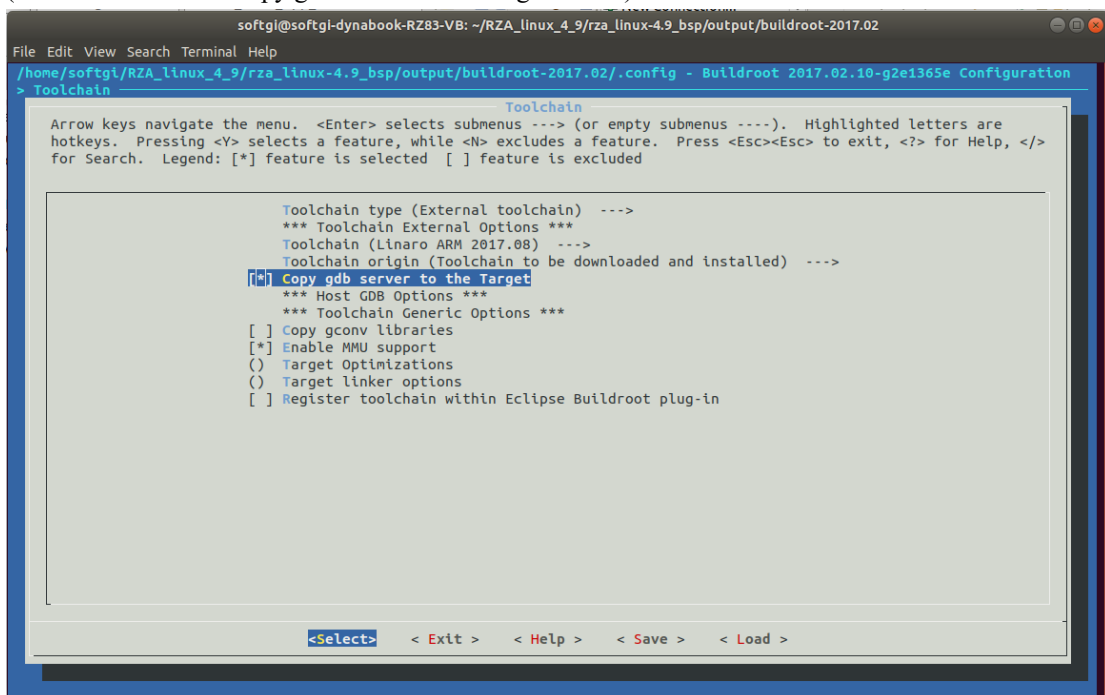 softgi@softgi-dynabook-RZ83-VB: ~/RZA_linux_4_9/rza_linux-4.9_bsp/output/buildroot-2017.02
File Edit View Search Terminal Help
/home/softgi/RZA_linux_4_9/rza_linux-4.9_bsp/output/buildroot-2017.02/.config - Buildroot 2017.02.10-g2e1365e Configuration
> Toolchain
Toolchain
Arrow keys navigate the menu. <Enter> selects submenus ---> (or empty submenus ----). Highlighted letters are
hotkeys. Pressing <Y> selects a feature, while <N> excludes a feature. Press <Esc><Esc> to exit, <?> for Help, </>
for Search. Legend: [*] feature is selected [ ] feature is excluded
Toolchain type (External toolchain) --->
*** Toolchain External Options ***
Toolchain (Linaro ARM 2017.08) --->
Toolchain origin (Toolchain to be downloaded and installed) --->
[*] Copy gdb server to the Target
*** Host GDB Options ***
*** Toolchain Generic Options ***
[ ] Copy gconv libraries
[*] Enable MMU support
() Target Optimizations
() Target linker options
[ ] Register toolchain within Eclipse Buildroot plug-in
<Select> < Exit > < Help > < Save > < Load >